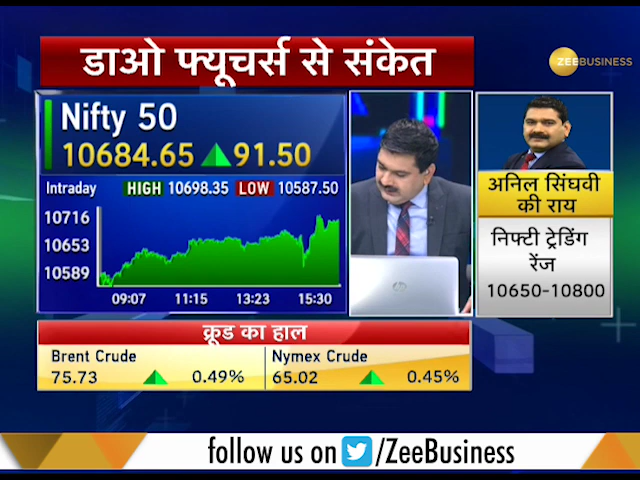 डाओ फ्यूचर्स से संकेत
ZEEBUSINESS
Nifty 50
10684.65 91.50
Intraday HIGH 10698.35 LOW 10587.50
10716
10653
10589
09:07 11:15 13:23 15:30
अनिल सिंघवी
की राय
निफ्टी ट्रेडिंग
रेंज
10650-10800
क्रूड का हाल
Brent Crude
75.73 0.49%
Nymex Crude
65.02 0.45%
follow us on /ZeeBusiness